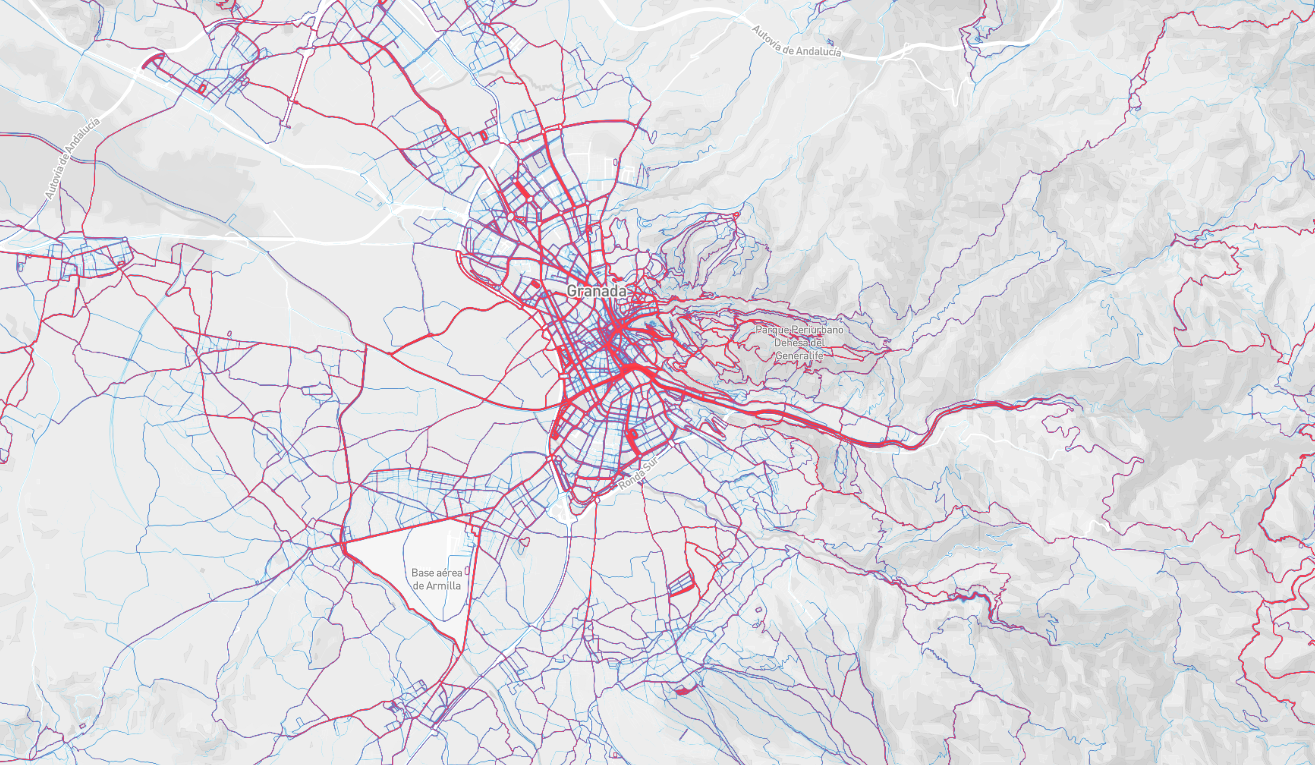 Autovía de Andalucía
Autovía de Andalucía
Granada
Parque Periurbano
Dehesa del
Generalife
Ronda Sur
Base aérea
de Armilla